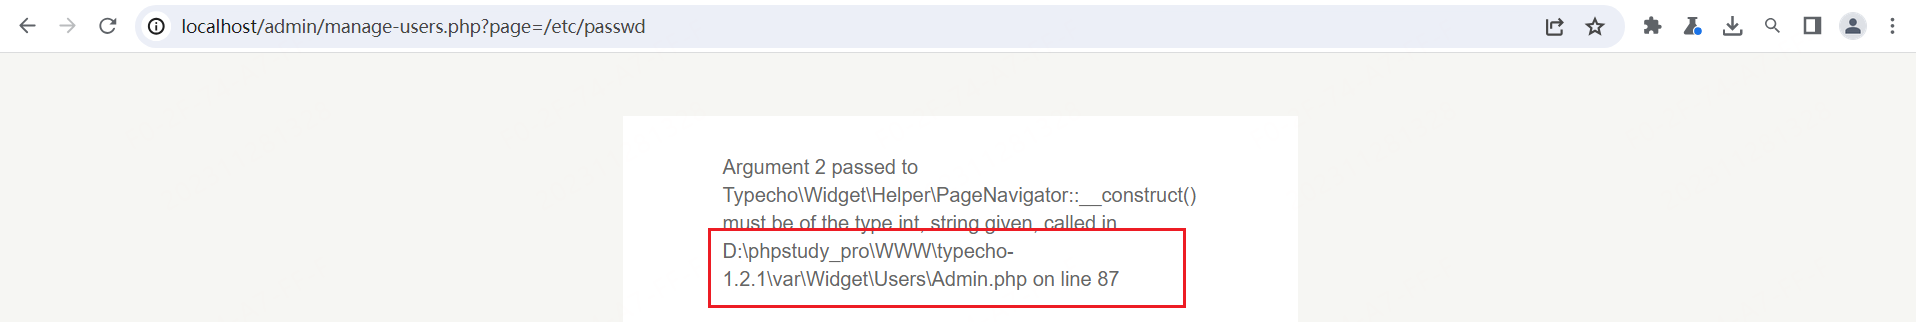 localhost/admin/manage-users.php?page=/etc/passwd
Argument 2 passed to
Typecho\Widget\Helper\PageNavigator::__construct()
must be of the type int, string given, called in
D:\phpstudy_pro\WWW\typecho-
1.2.1\var\Widget\Users\Admin.php on line 87